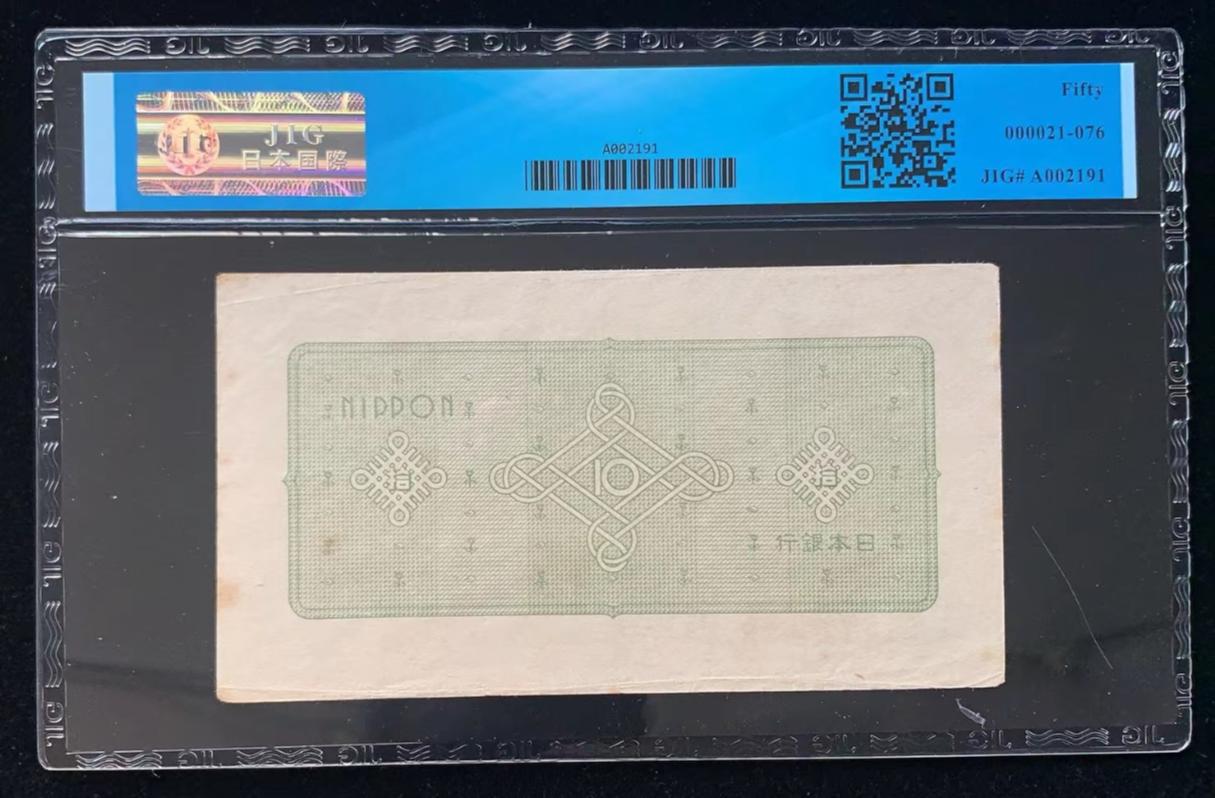 JIG
日本国際
A002191
Fifty
000021-076
JIG# A002191
NIPPON
拾
10
拾
行銀本日